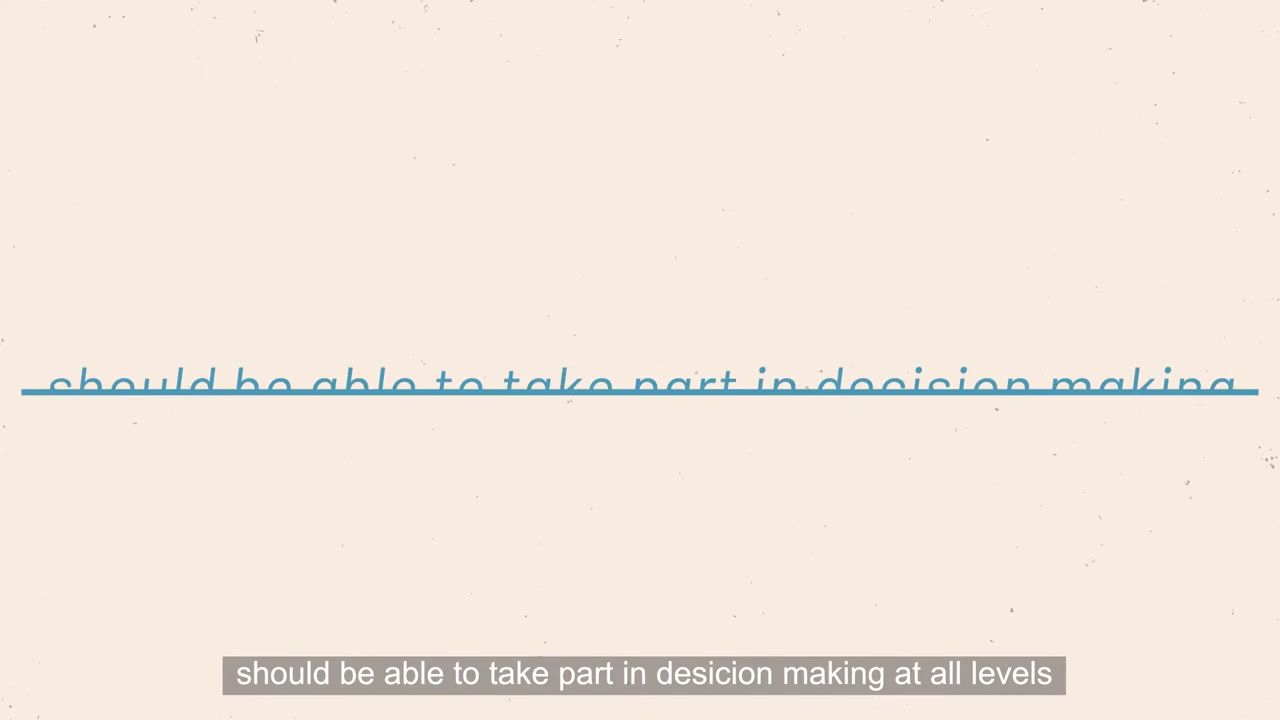 should be able to take part in decision making
should be able to take part in desicion making at all levels